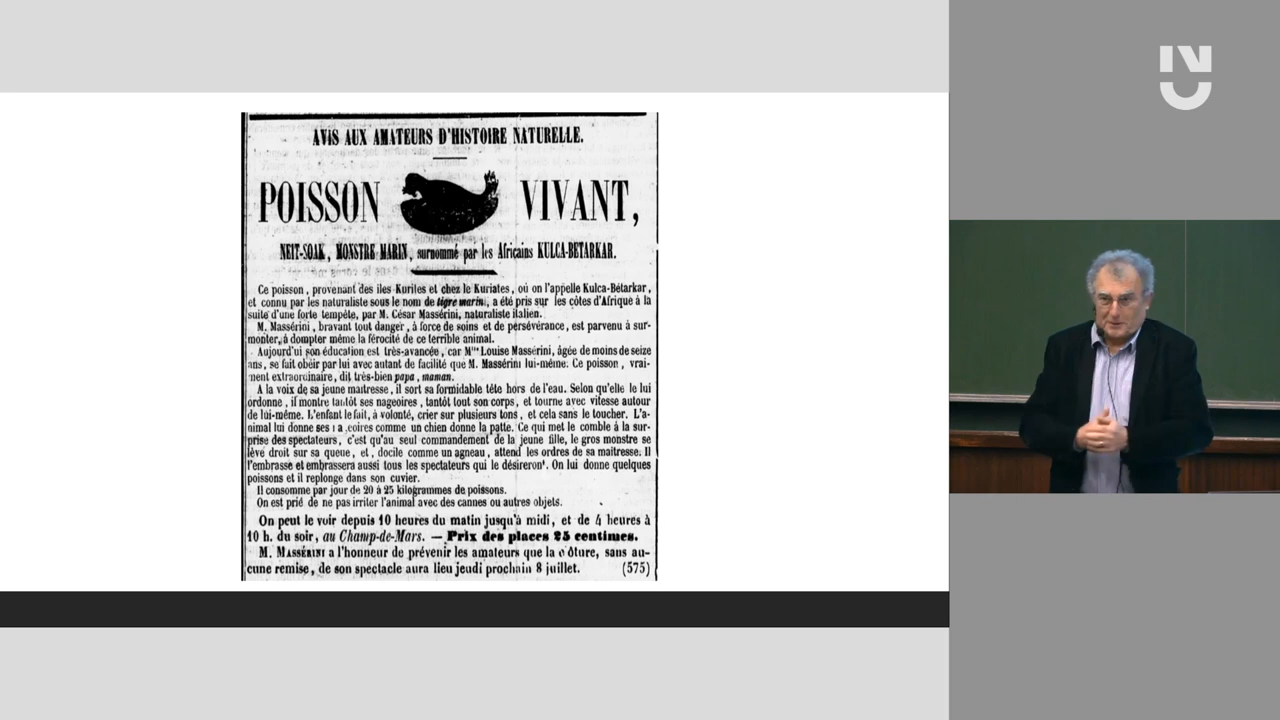 AVIS AUX AMATEURS D'HISTOIRE NATURELLE.
POISSON VIVANT,
NEIT-SOAK, MONSTRE MARIN, surnommé par les Africains KULCA-BETARKAR.
Ce poisson, provenant des iles Kuriles et chez le Kuriates, où on l'appelle Kulca-Bétarkar,
et connu par les naturaliste sous le nom de tigre marin, a été pris sur les côtes d'Afrique à la
suite d'une forte tempête, par M. César Massérini, naturaliste italien.
M. Massérini, bravant tout danger, à force de soins et de persévérance, est parvenu à sur-
monter, à dompter même la férocité de ce terrible animal.
Aujourd'hui son éducation est très-avancée, car Mlle Louise Massérini, âgée de moins de seize
ans, se fait obéir par lui avec autant de facilité que M. Massérini lui-même. Ce poisson, vrai-
ment extraordinaire, dit très-bien papa, maman.
A la voix de sa jeune maitresse, il sort sa formidable tête hors de l'eau. Selon qu'elle le lui
ordonne, il montre tantôt ses nageoires, tantôt tout son corps, et tourne avec vitesse autour
de lui-même. L'enfant le fait, à volonté, crier sur plusieurs tons, et cela sans le toucher. L'a-
nimal lui donne ses comme un chien donne la patte. Ce qui met le comble à la sur-
prise des spectateurs, c'est qu'au seul commandement de la jeune fille, le gros monstre se
lève droit sur sa queue, et, docile comme un agneau, attend les ordres de sa maitresse. Il
l'embrasse et embrassera aussi tous les spectateurs qui le désireron'. On lui donne quelques
poissons et il replonge dans son cuvier.
Il consomme par jour de 20 à 25 kilogrammes de poissons.
On est prié de ne pas irriter l'animal avec des cannes ou autres objets.
On peut le voir depuis 10 heures du matin jusqu'à midi, et de 4 heures à
10 h. du soir, au Champ-de-Mars. — Prix des places 25 centimes.
M. MASSÉRINI a l'honneur de prévenir les amateurs que la c ôture, sans au-
cune remise, de son spectacle aura lieu jeudi prochain 8 juillet. (575)